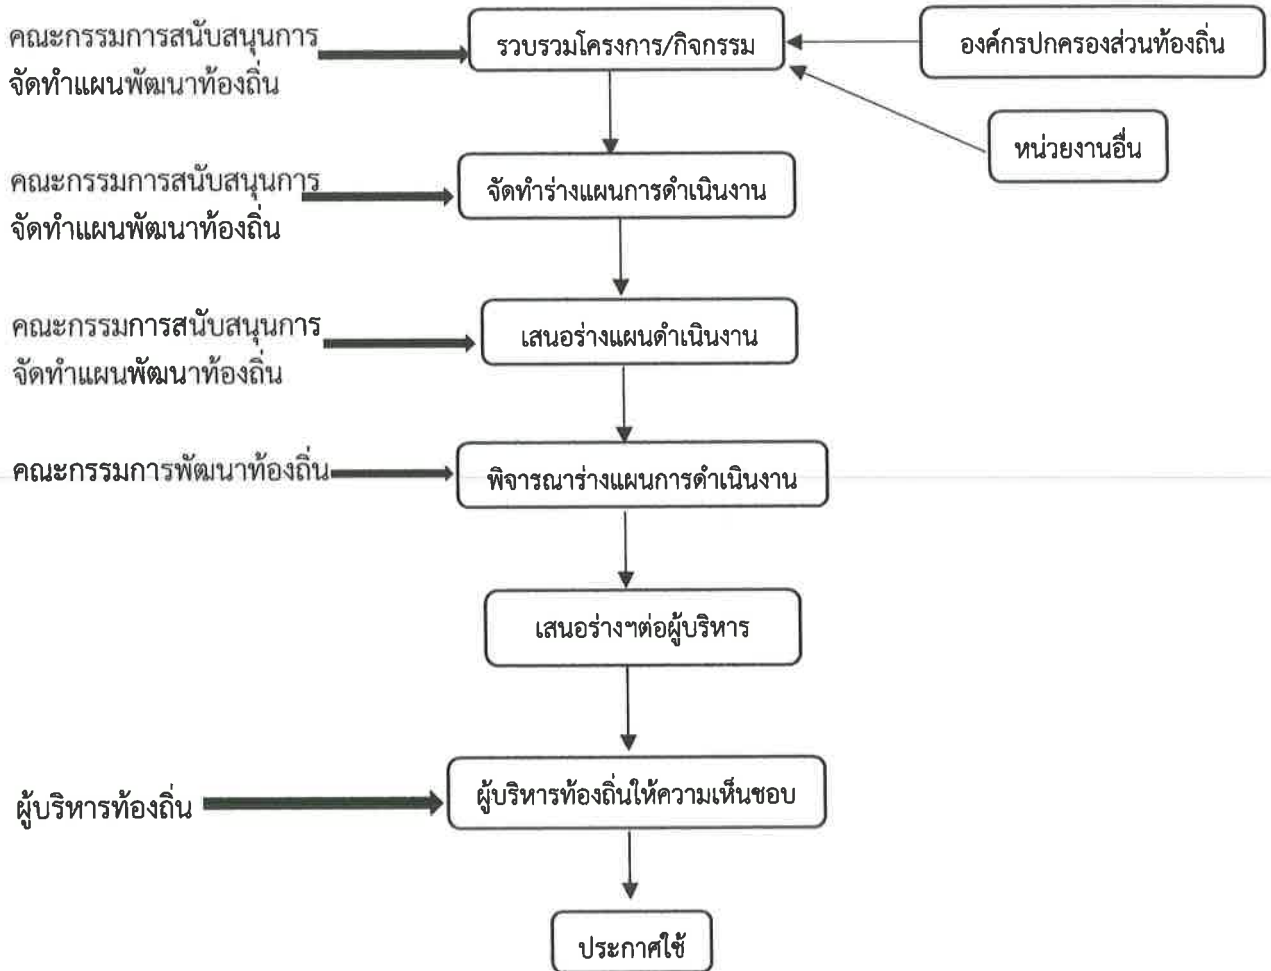 คณะกรรมการสนับสนุนการ
จัดทำแผนพัฒนาท้องถิ่น
รวบรวมโครงการ/กิจกรรม
องค์กรปกครองส่วนท้องถิ่น
หน่วยงานอื่น
คณะกรรมการสนับสนุนการ
จัดทำแผนพัฒนาท้องถิ่น
จัดทำร่างแผนการดำเนินงาน
คณะกรรมการสนับสนุนการ
จัดทำแผนพัฒนาท้องถิ่น
เสนอร่างแผนดำเนินงาน
คณะกรรมการพัฒนาท้องถิ่น
พิจารณาร่างแผนการดำเนินงาน
เสนอร่างฯต่อผู้บริหาร
ผู้บริหารท้องถิ่น
ผู้บริหารท้องถิ่นให้ความเห็นชอบ
ประกาศใช้